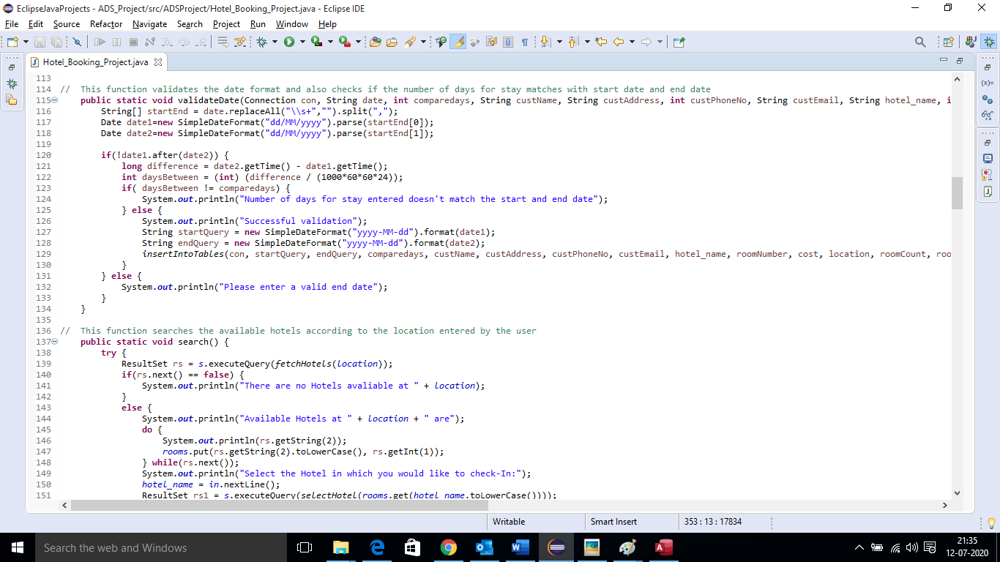 EclipseJavaProjects - ADS_Project/src/ADSProject/Hotel_Booking_Project.java - Eclipse IDE
File Edit Source Refactor Navigate Search Project Run Window Help
Hotel_Booking_Project.java
113
114 // This function validates the date format and also checks if the number of days for stay matches with start date and end date
115 public static void validateDate(Connection con, String date, int comparedays, String custName, String custAddress, int custPhoneNo, String custEmail, String hotel_name, i
116 String[] startEnd = date.replaceAll("\\s+","").split(",");
117 Date date1=new SimpleDateFormat("dd/MM/yyyy").parse(startEnd[0]);
118 Date date2=new SimpleDateFormat("dd/MM/yyyy").parse(startEnd[1]);
119
120 if(!date1.after(date2)) {
121 long difference = date2.getTime() - date1.getTime();
122 int daysBetween = (int) (difference / (1000*60*60*24));
123 if( daysBetween != comparedays) {
124 System.out.println("Number of days for stay entered doesn't match the start and end date");
125 } else {
126 System.out.println("Successful validation");
127 String startQuery = new SimpleDateFormat("yyyy-MM-dd").format(date1);
128 String endQuery = new SimpleDateFormat("yyyy-MM-dd").format(date2);
129 insertIntoTables(con, startQuery, endQuery, comparedays, custName, custAddress, custPhoneNo, custEmail, hotel_name, roomNumber, cost, location, roomCount, roo
130 }
131 } else {
132 System.out.println("Please enter a valid end date");
133 }
134 }
135
136 // This function searches the available hotels according to the location entered by the user
137 public static void search() {
138 try {
139 ResultSet rs = s.executeQuery(fetchHotels(location));
140 if(rs.next() == false) {
141 System.out.println("There are no Hotels avaliable at " + location);
142 }
143 else {
144 System.out.println("Available Hotels at " + location + " are");
145 do {
146 System.out.println(rs.getString(2));
147 rooms.put(rs.getString(2).toLowerCase(), rs.getInt(1));
148 } while(rs.next());
149 System.out.println("Select the Hotel in which you would like to check-In:");
150 hotel_name = in.nextLine();
151 ResultSet rs1 = s.executeQuery(selectHotel(rooms.get(hotel_name.toLowerCase())));
Writable Smart Insert 353 : 13 : 17834
Search the web and Windows
21:35
12-07-2020